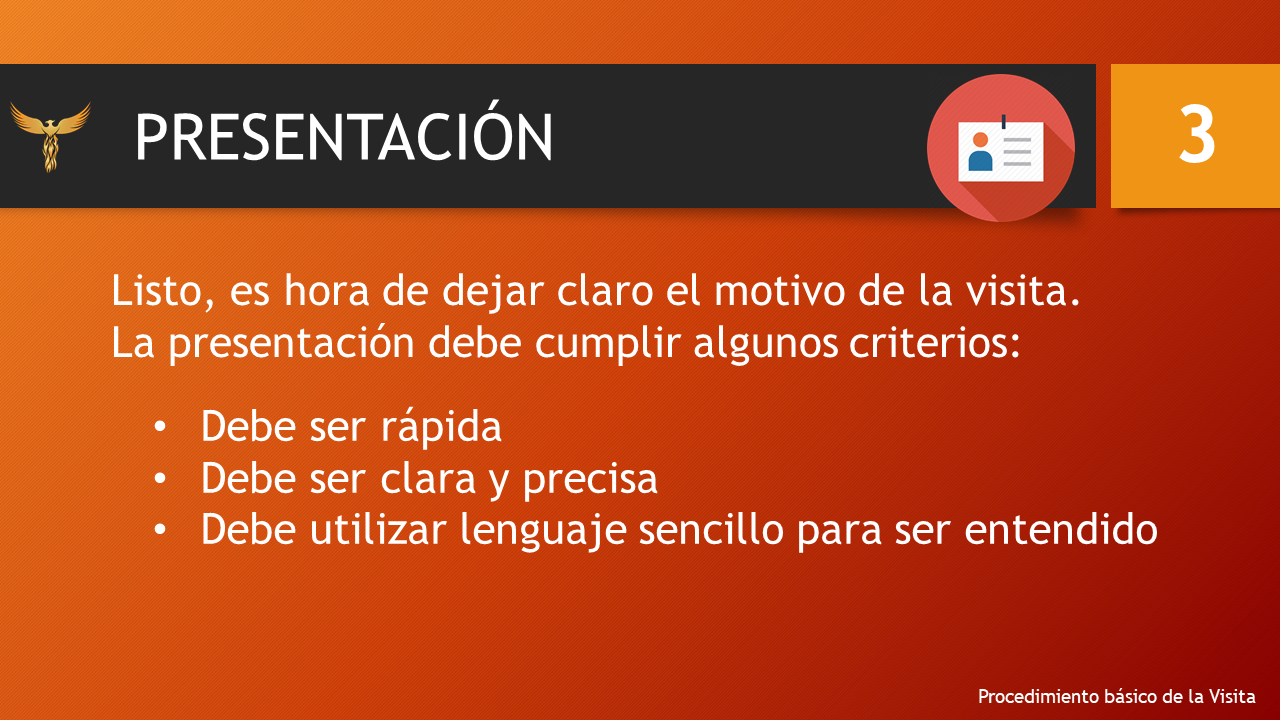 PRESENTACIÓN
3
Listo, es hora de dejar claro el motivo de la visita.
La presentación debe cumplir algunos criterios:
• Debe ser rápida
• Debe ser clara y precisa
• Debe utilizar lenguaje sencillo para ser entendido
Procedimiento básico de la Visita